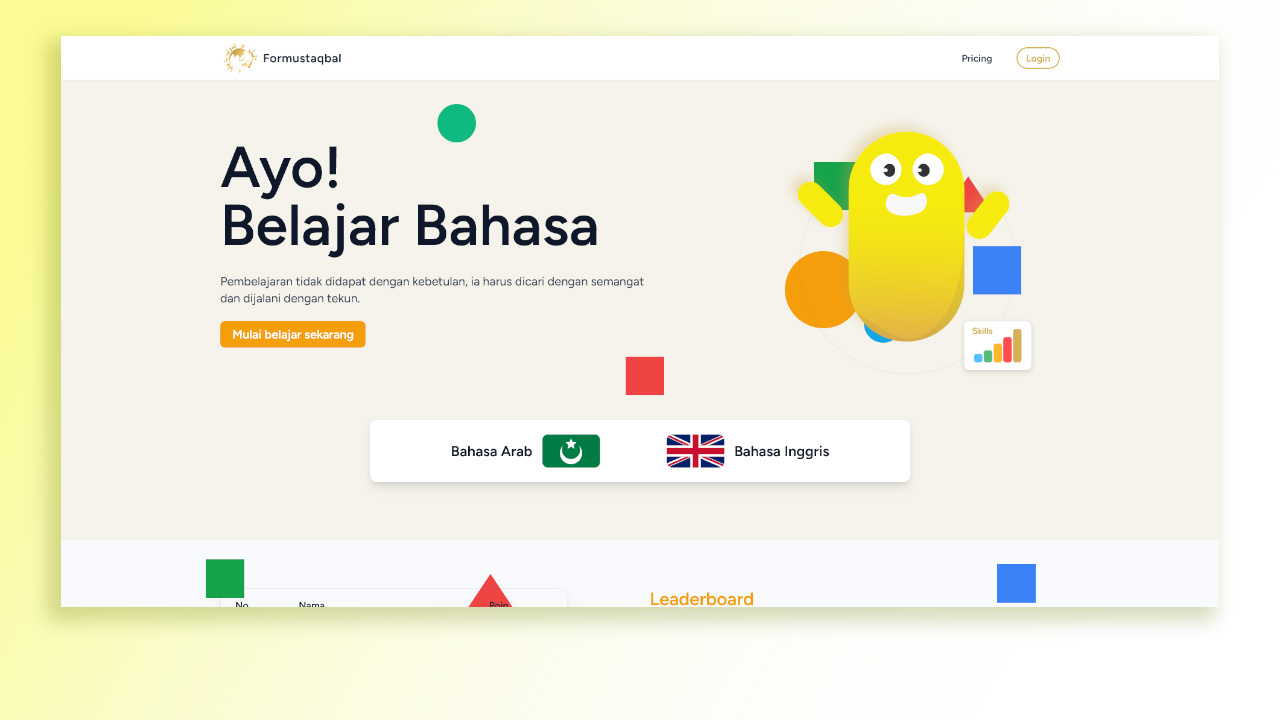 Formustaqbal
Pricing
Login
Ayo!
Belajar Bahasa
Pembelajaran tidak didapat dengan kebetulan, ia harus dicari dengan semangat
dan dijalani dengan tekun.
Mulai belajar sekarang
Skills
Bahasa Arab
Bahasa Inggris
No
Nama
Poin
Leaderboard